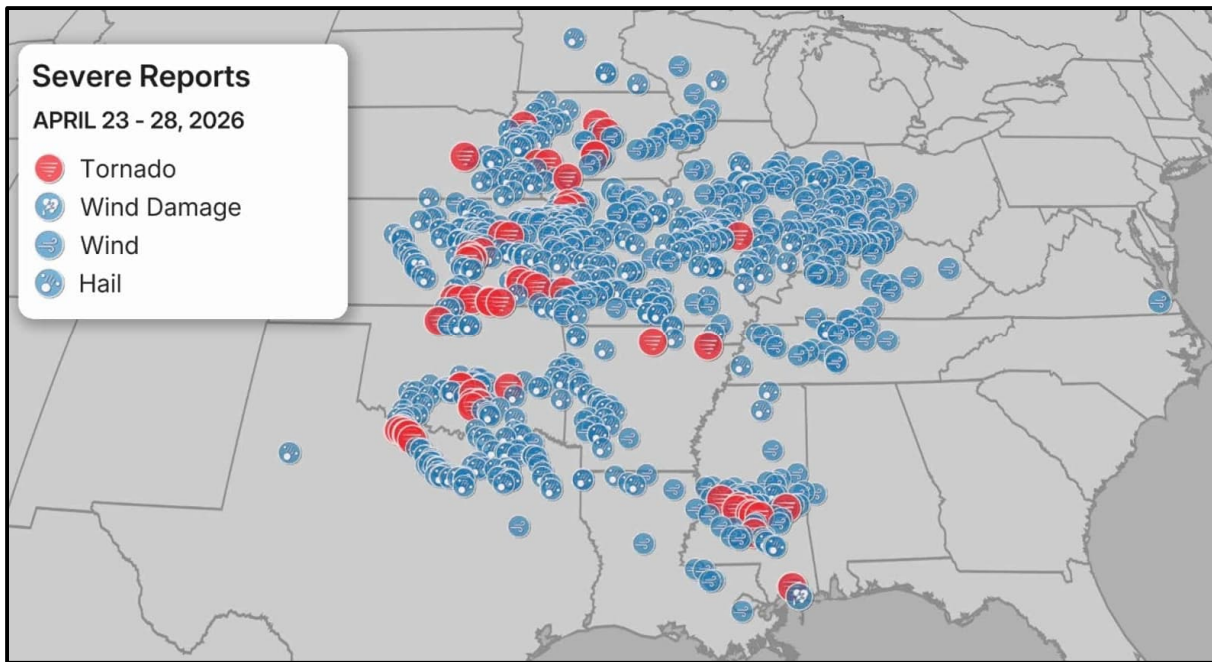 Severe Reports
APRIL 23 - 28, 2026
Tornado
Wind Damage
Wind
Hail